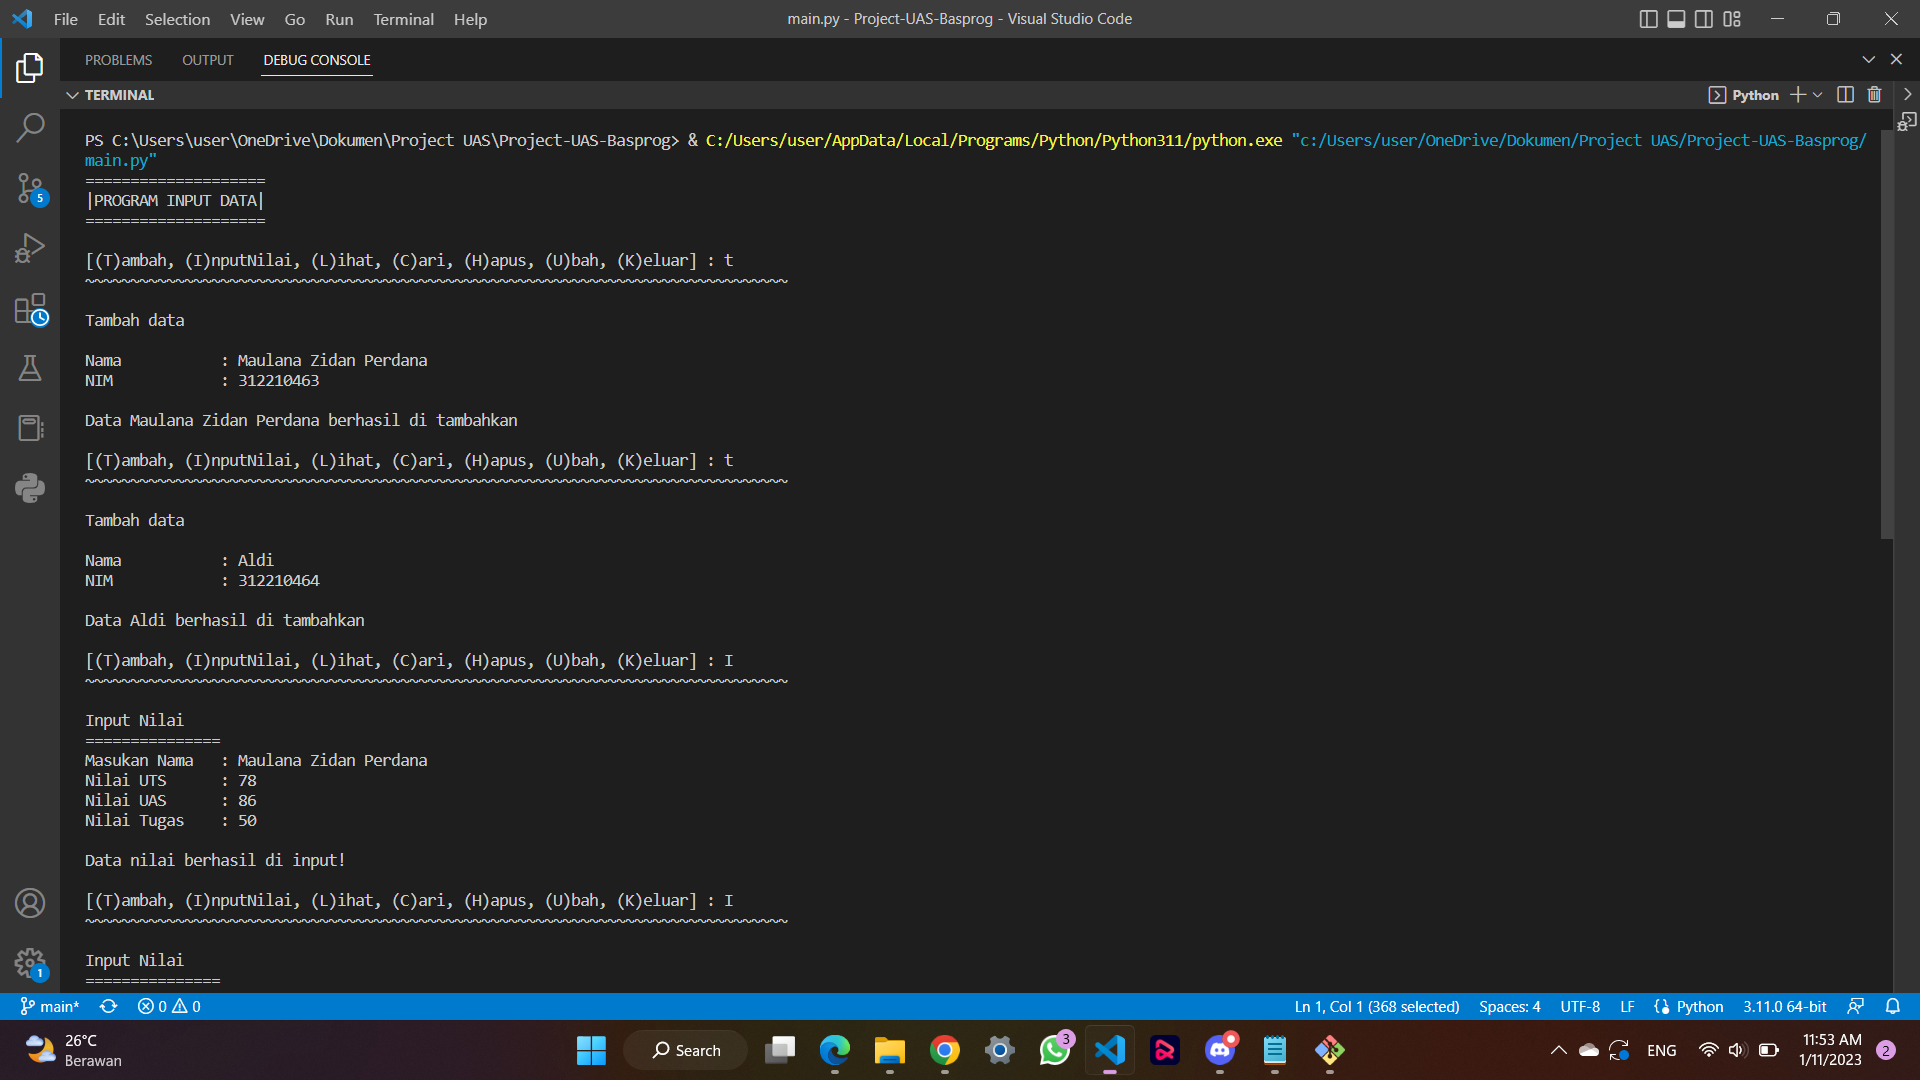 File Edit Selection View Go Run Terminal Help
main.py - Project-UAS-Basprog - Visual Studio Code
PROBLEMS OUTPUT DEBUG CONSOLE
TERMINAL
Python
PS C:\Users\user\OneDrive\Dokumen\Project UAS\Project-UAS-Basprog> & C:/Users/user/AppData/Local/Programs/Python/Python311/python.exe "c:/Users/user/OneDrive/Dokumen/Project UAS/Project-UAS-Basprog/
main.py"
====================
|PROGRAM INPUT DATA|
====================
[(T)ambah, (I)nputNilai, (L)ihat, (C)ari, (H)apus, (U)bah, (K)eluar] : t
~~~~~~~~~~~~~~~~~~~~~~~~~~~~~~~~~~~~~~~~~~~~~~~~~~~~~~~~~~~~~~~~~~~~~~~~~~~~~~
Tambah data
Nama : Maulana Zidan Perdana
NIM : 312210463
Data Maulana Zidan Perdana berhasil di tambahkan
[(T)ambah, (I)nputNilai, (L)ihat, (C)ari, (H)apus, (U)bah, (K)eluar] : t
~~~~~~~~~~~~~~~~~~~~~~~~~~~~~~~~~~~~~~~~~~~~~~~~~~~~~~~~~~~~~~~~~~~~~~~~~~~~~~
Tambah data
Nama : Aldi
NIM : 312210464
Data Aldi berhasil di tambahkan
[(T)ambah, (I)nputNilai, (L)ihat, (C)ari, (H)apus, (U)bah, (K)eluar] : I
~~~~~~~~~~~~~~~~~~~~~~~~~~~~~~~~~~~~~~~~~~~~~~~~~~~~~~~~~~~~~~~~~~~~~~~~~~~~~~
Input Nilai
===============
Masukan Nama : Maulana Zidan Perdana
Nilai UTS : 78
Nilai UAS : 86
Nilai Tugas : 50
Data nilai berhasil di input!
[(T)ambah, (I)nputNilai, (L)ihat, (C)ari, (H)apus, (U)bah, (K)eluar] : I
~~~~~~~~~~~~~~~~~~~~~~~~~~~~~~~~~~~~~~~~~~~~~~~~~~~~~~~~~~~~~~~~~~~~~~~~~~~~~~
Input Nilai
===============
5
1
main* 0 0 Ln 1, Col 1 (368 selected) Spaces: 4 UTF-8 LF Python 3.11.0 64-bit
26°C
Berawan
Search
3
ENG
11:53 AM
1/11/2023
2